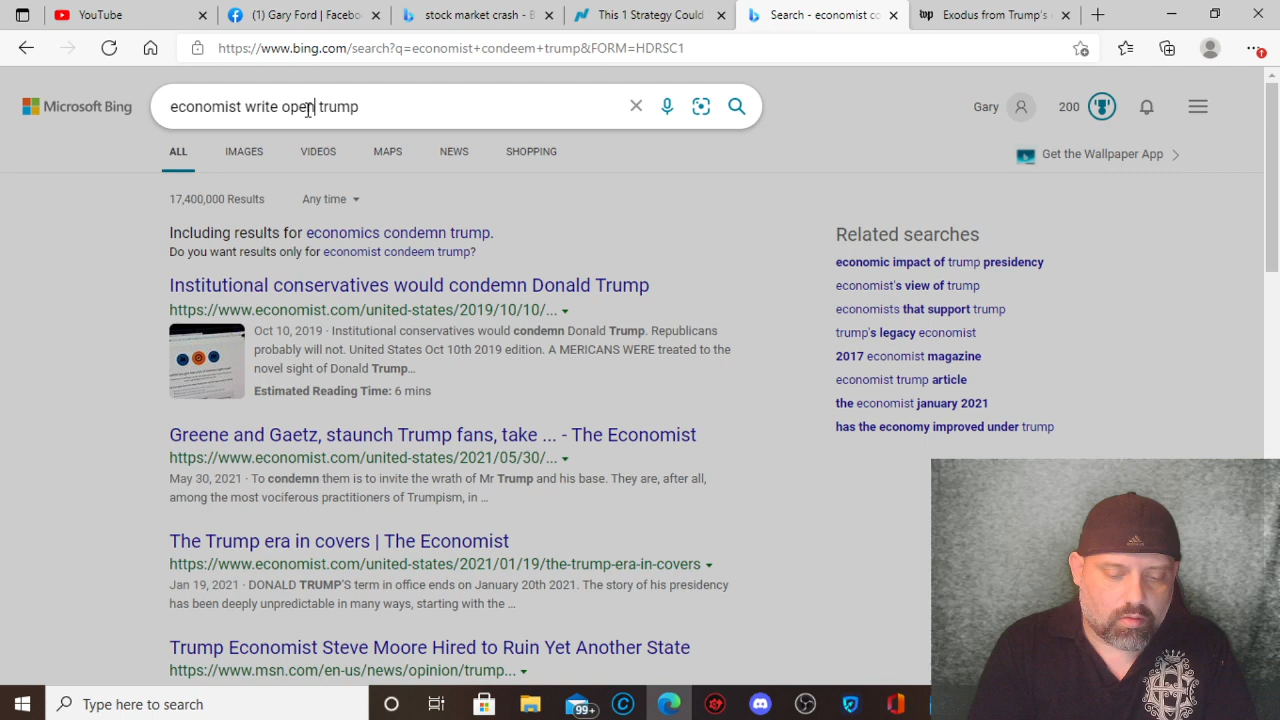 YouTube
(1) Gary Ford | Facebo
stock market crash - B
This 1 Strategy Could
Search - economist co
wp Exodus from Trump's
https://www.bing.com/search?q=economist+condeem+trump&FORM=HDRSC1
Microsoft Bing
economist write open trump
Gary
200
ALL
IMAGES
VIDEOS
MAPS
NEWS
SHOPPING
Get the Wallpaper App
17,400,000 Results
Any time
Including results for economics condemn trump.
Do you want results only for economist condeem trump?
Institutional conservatives would condemn Donald Trump
https://www.economist.com/united-states/2019/10/10/...
Oct 10, 2019 · Institutional conservatives would condemn Donald Trump. Republicans
probably will not. United States Oct 10th 2019 edition. A MERICANS WERE treated to the
novel sight of Donald Trump...
Estimated Reading Time: 6 mins
Greene and Gaetz, staunch Trump fans, take ... - The Economist
https://www.economist.com/united-states/2021/05/30/...
May 30, 2021 · To condemn them is to invite the wrath of Mr Trump and his base. They are, after all,
among the most vociferous practitioners of Trumpism, in ...
The Trump era in covers | The Economist
https://www.economist.com/united-states/2021/01/19/the-trump-era-in-covers
Jan 19, 2021 · DONALD TRUMP'S term in office ends on January 20th 2021. The story of his presidency
has been deeply unpredictable in many ways, starting with the ...
Trump Economist Steve Moore Hired to Ruin Yet Another State
https://www.msn.com/en-us/news/opinion/trump...
Related searches
economic impact of trump presidency
economist's view of trump
economists that support trump
trump's legacy economist
2017 economist magazine
economist trump article
the economist january 2021
has the economy improved under trump
Type here to search
99+